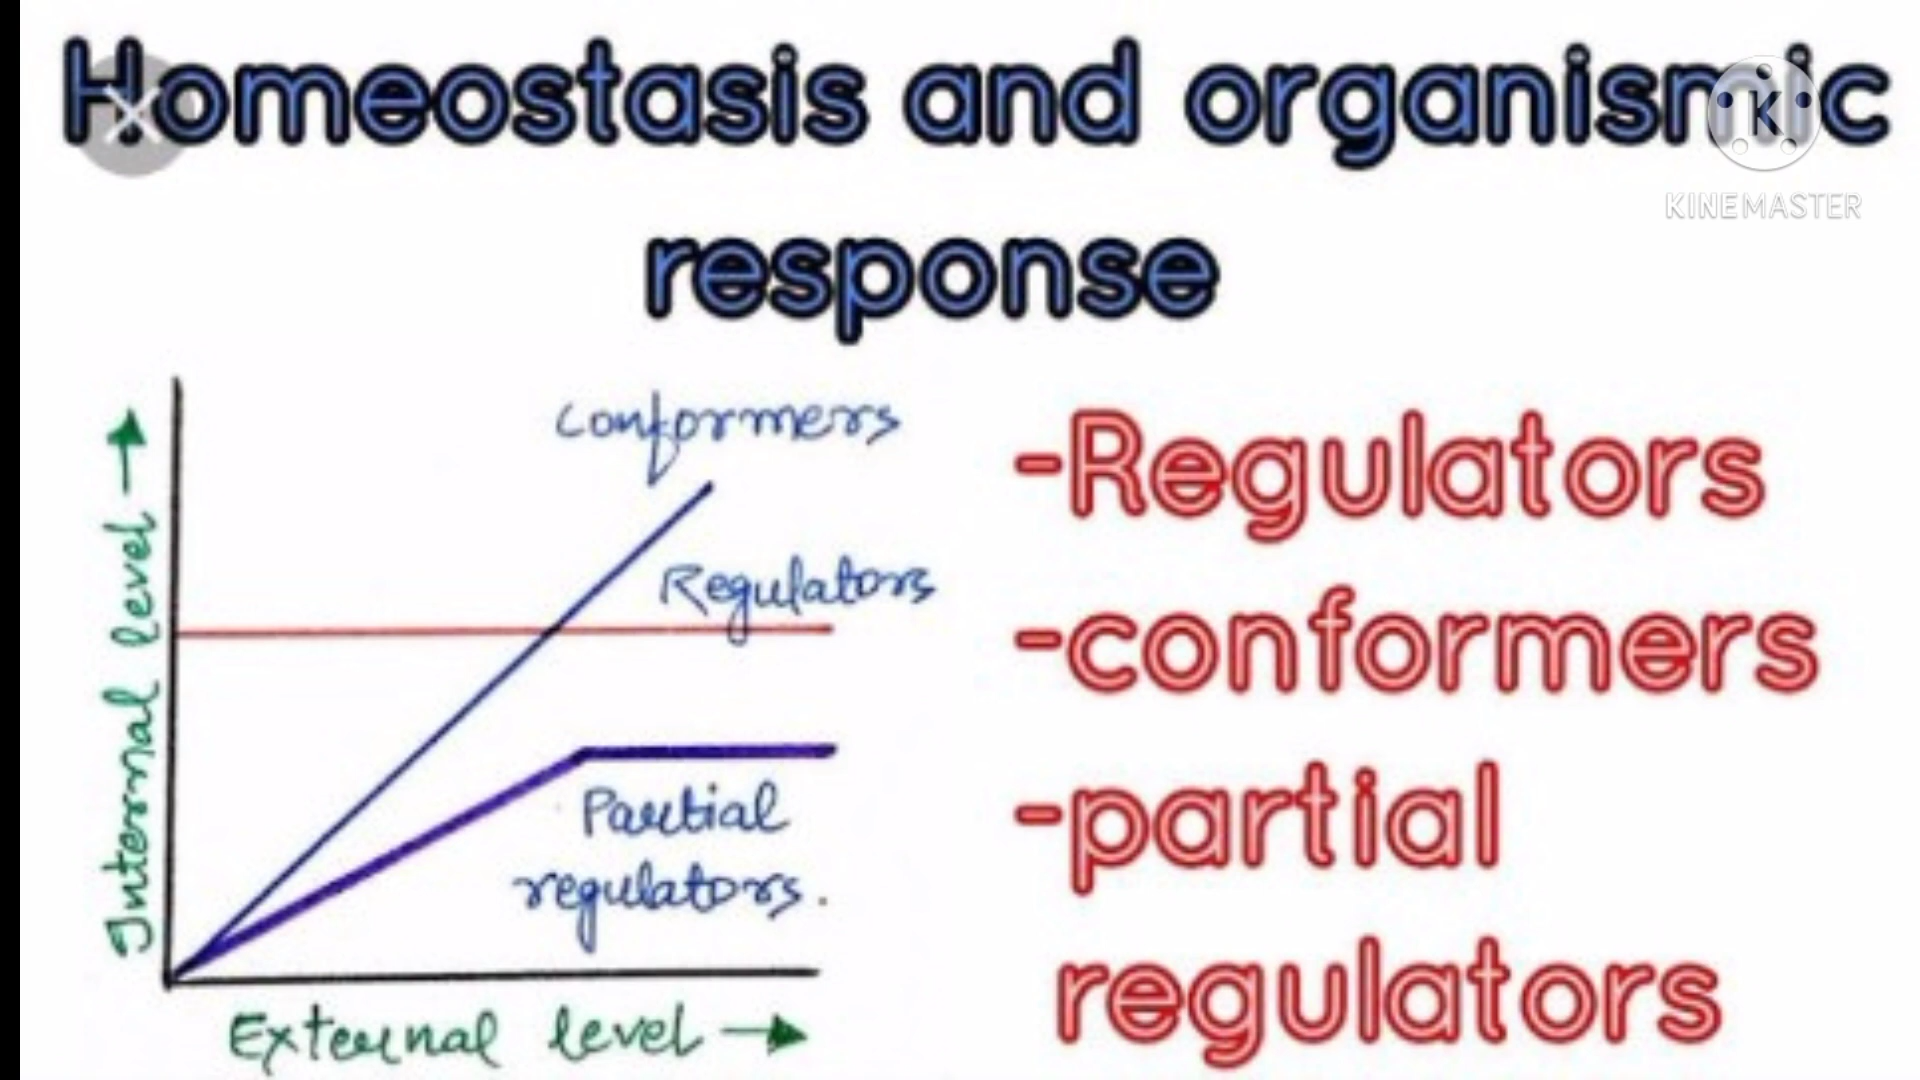 Homeostasis and organismic
K
KINEMASTER
response
conformers
Regulators
Partial
regulators.
Internal level
External level
-Regulators
-conformers
-partial
regulators